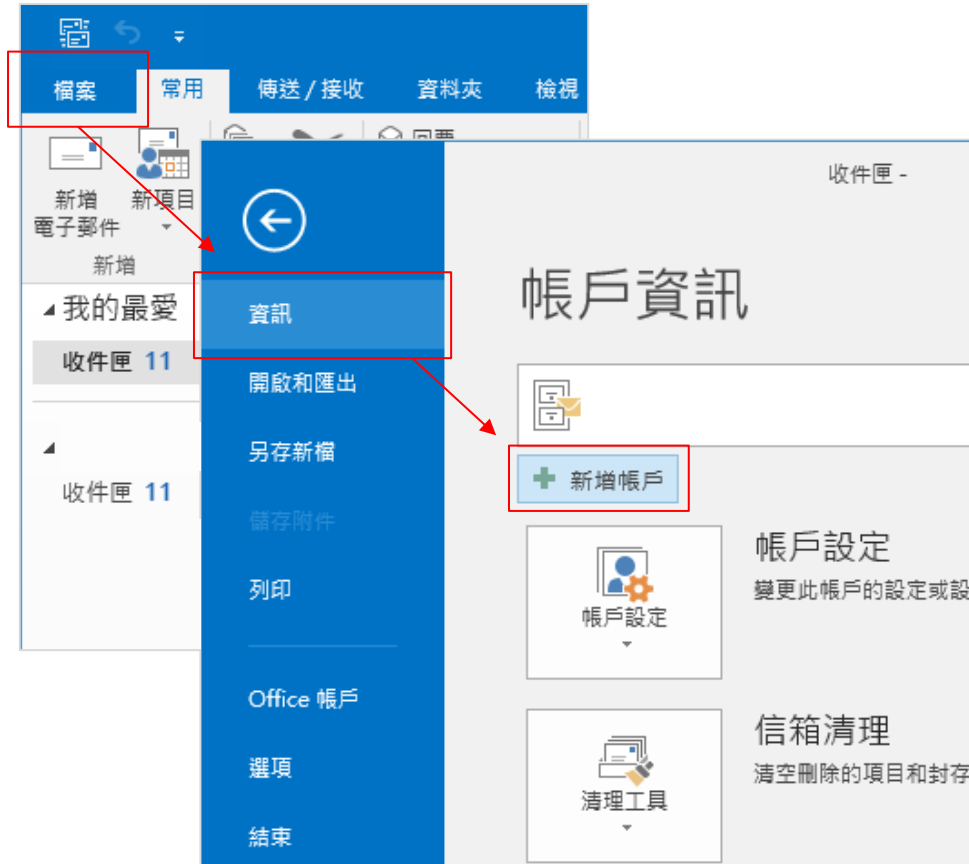 檔案 常用 傳送 / 接收 資料夾 檢視
新增
電子郵件
新項目
新增
我的最愛
收件匣 11
收件匣 11
收件匣 -
資訊
開啟和匯出
另存新檔
儲存附件
列印
Office 帳戶
選項
結束
帳戶資訊
新增帳戶
帳戶設定
帳戶設定
變更此帳戶的設定或設
清理工具
信箱清理
清空刪除的項目和封存